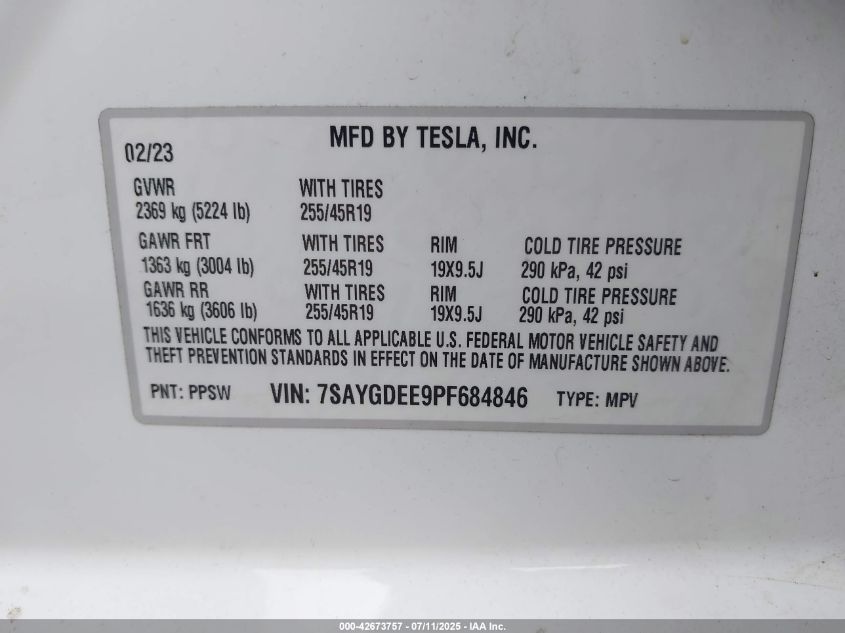 MFD BY TESLA, INC.
02/23
GVWR WITH TIRES
2369 kg (5224 lb) 255/45R19
GAWR FRT WITH TIRES RIM COLD TIRE PRESSURE
1363 kg (3004 lb) 255/45R19 19X9.5J 290 kPa, 42 psi
GAWR RR WITH TIRES RIM COLD TIRE PRESSURE
1636 kg (3606 lb) 255/45R19 19X9.5J 290 kPa, 42 psi
THIS VEHICLE CONFORMS TO ALL APPLICABLE U.S. FEDERAL MOTOR VEHICLE SAFETY AND
THEFT PREVENTION STANDARDS IN EFFECT ON THE DATE OF MANUFACTURE SHOWN ABOVE.
PNT: PPSW VIN: 7SAYGDEE9PF684846 TYPE: MPV
000-42673757 - 07/11/2025 - IAA Inc.